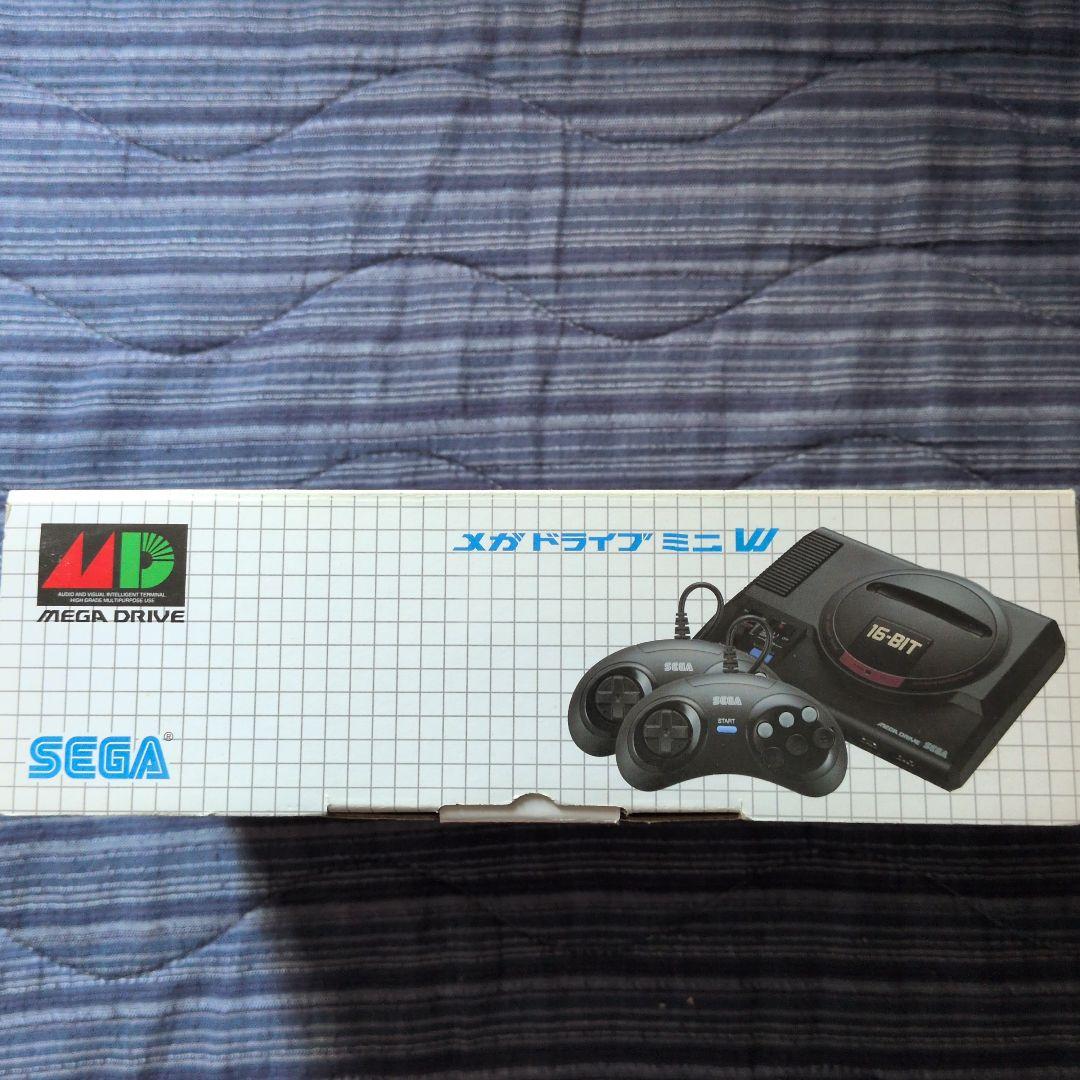 MD
AUDIO AND VISUAL INTELLIGENT TERMINAL
HIGH GRADE MULTIPURPOSE USE
MEGA DRIVE
SEGA®
メガドライブミニW
16-BIT
MEGA DRIVE SEGA
SEGA
SEGA
START